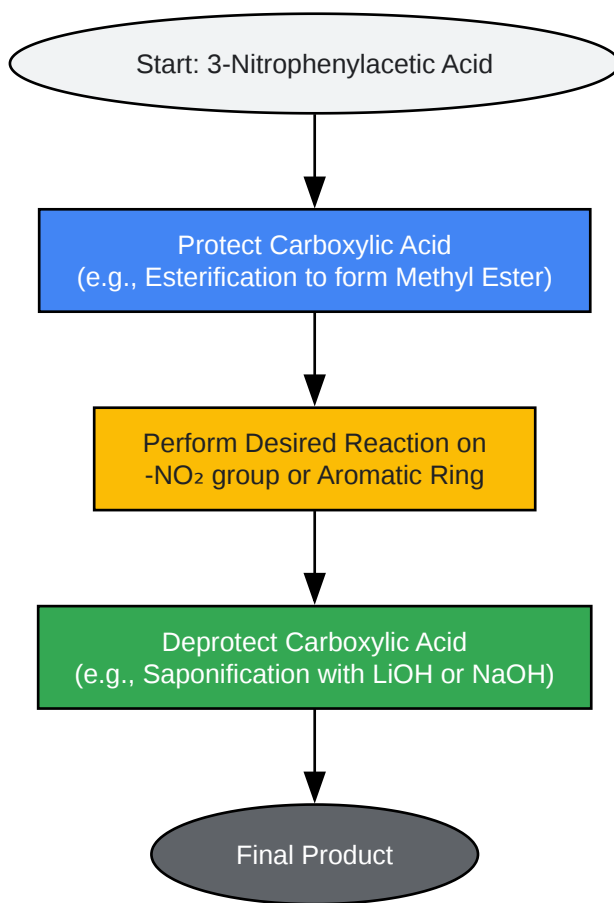 Start: 3-Nitrophenylacetic Acid
Protect Carboxylic Acid
(e.g., Esterification to form Methyl Ester)
Perform Desired Reaction on
-NO₂ group or Aromatic Ring
Deprotect Carboxylic Acid
(e.g., Saponification with LiOH or NaOH)
Final Product